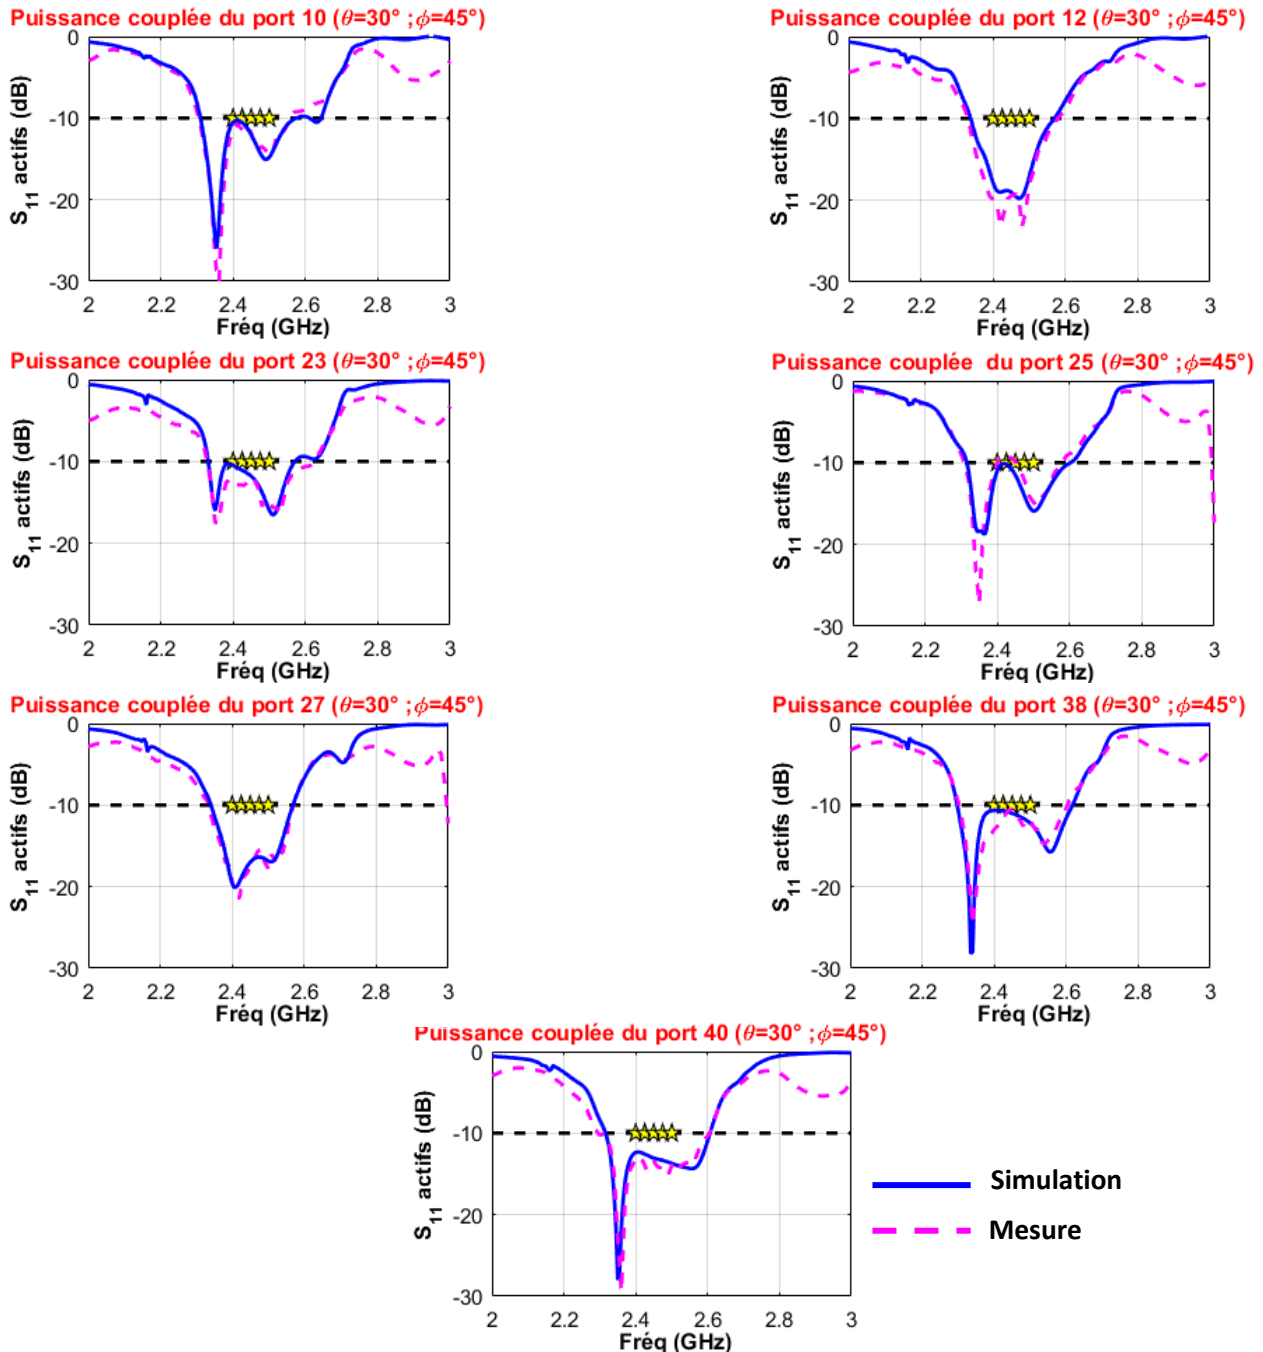 Puissance couplée du port 10 (θ=30° ;ϕ=45°)
0
-10
-20
-30
S11 actifs (dB)
2 2.2 2.4 2.6 2.8 3
Fréq (GHz)
Puissance couplée du port 12 (θ=30° ;ϕ=45°)
0
-10
-20
-30
S11 actifs (dB)
2 2.2 2.4 2.6 2.8 3
Fréq (GHz)
Puissance couplée du port 23 (θ=30° ;ϕ=45°)
0
-10
-20
-30
S11 actifs (dB)
2 2.2 2.4 2.6 2.8 3
Fréq (GHz)
Puissance couplée du port 25 (θ=30° ;ϕ=45°)
0
-10
-20
-30
S11 actifs (dB)
2 2.2 2.4 2.6 2.8 3
Fréq (GHz)
Puissance couplée du port 27 (θ=30° ;ϕ=45°)
0
-10
-20
-30
S11 actifs (dB)
2 2.2 2.4 2.6 2.8 3
Fréq (GHz)
Puissance couplée du port 38 (θ=30° ;ϕ=45°)
0
-10
-20
-30
S11 actifs (dB)
2 2.2 2.4 2.6 2.8 3
Fréq (GHz)
Puissance couplée du port 40 (θ=30° ;ϕ=45°)
0
-10
-20
-30
S11 actifs (dB)
2 2.2 2.4 2.6 2.8 3
Fréq (GHz)
Simulation
Mesure